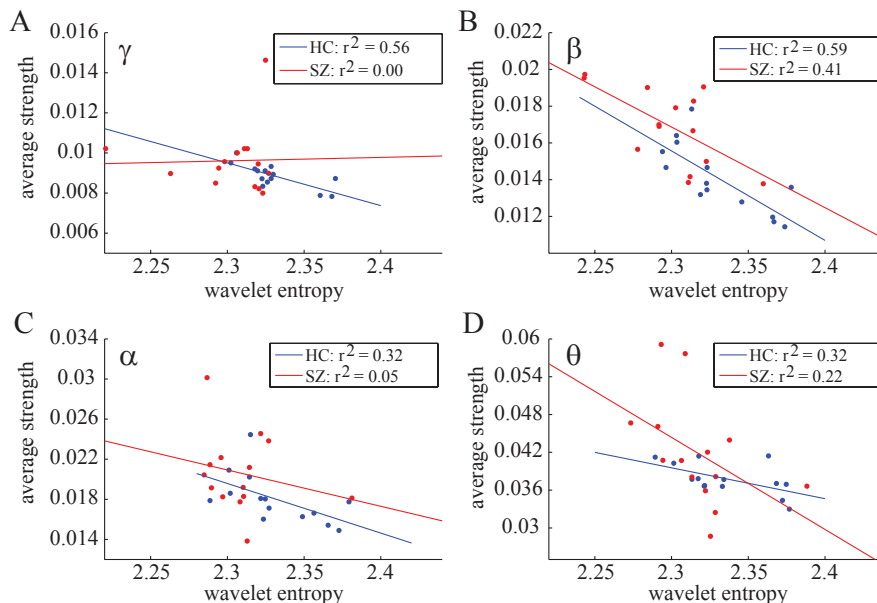 A
γ
HC: r2 = 0.56
SZ: r2 = 0.00
average strength
0.016
0.014
0.012
0.01
0.008
0.006
2.25
2.3
2.35
2.4
wavelet entropy
B
β
HC: r2 = 0.59
SZ: r2 = 0.41
average strength
0.02
0.018
0.016
0.014
0.012
2.25
2.3
2.35
2.4
wavelet entropy
C
α
HC: r2 = 0.32
SZ: r2 = 0.05
average strength
0.034
0.03
0.026
0.022
0.018
0.014
2.25
2.3
2.35
2.4
wavelet entropy
D
θ
HC: r2 = 0.32
SZ: r2 = 0.22
average strength
0.06
0.054
0.048
0.042
0.036
0.03
2.25
2.3
2.35
2.4
wavelet entropy